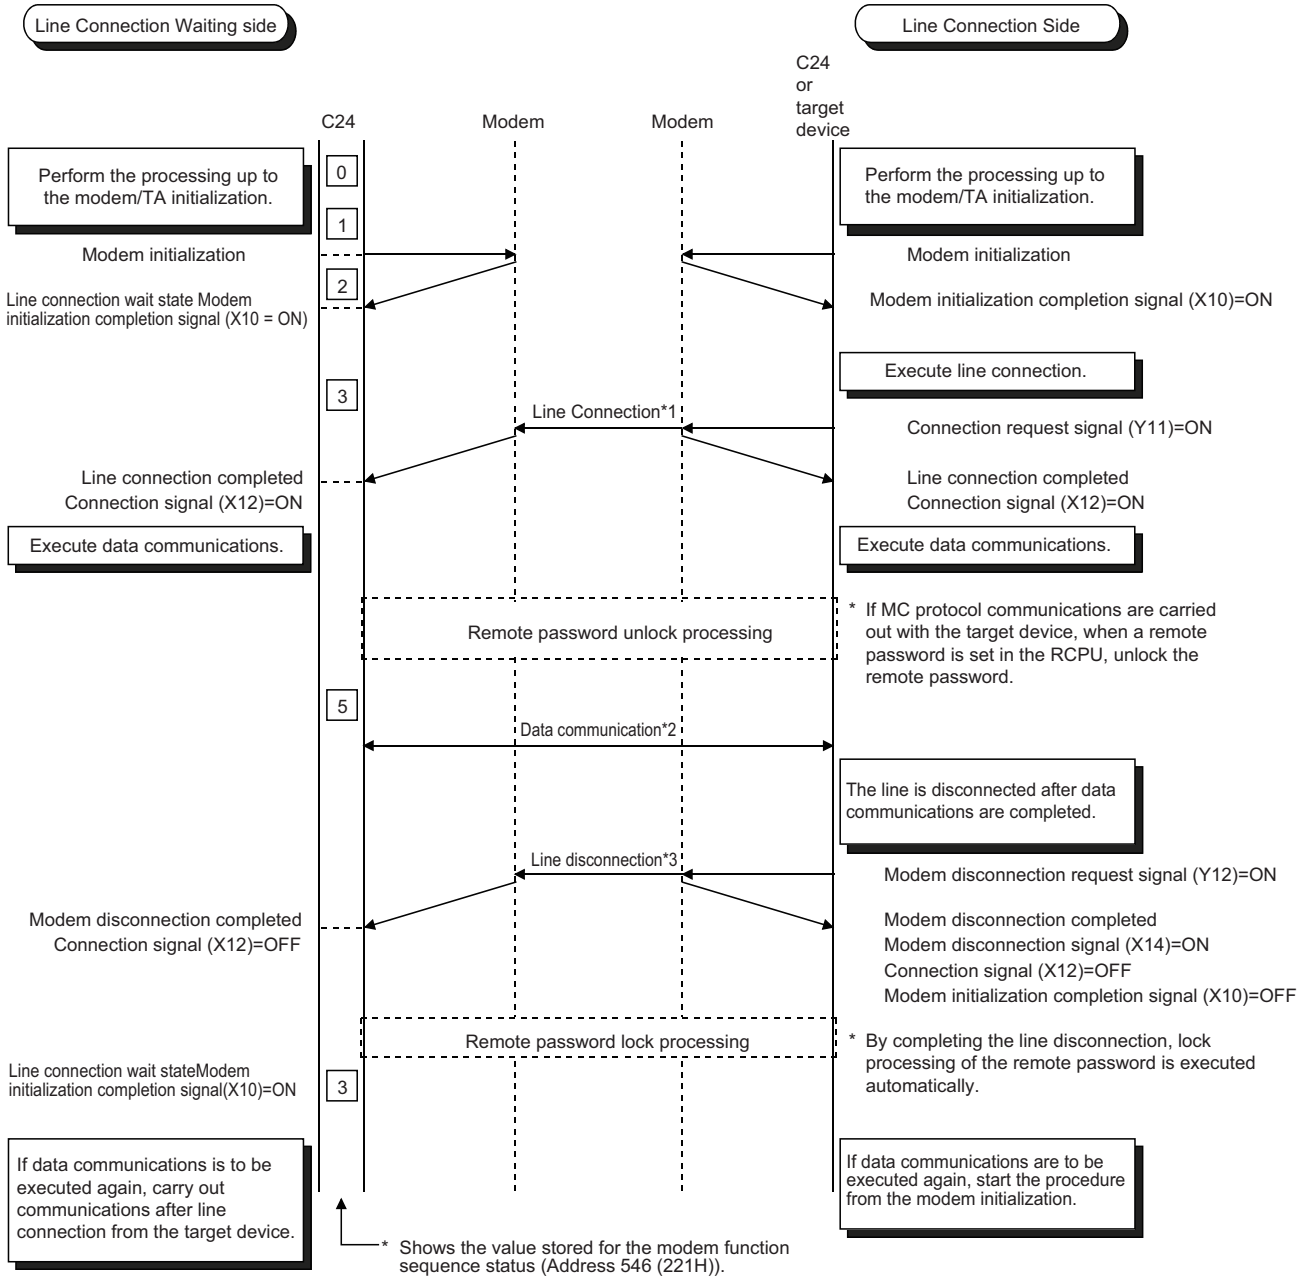 Line Connection Waiting side
Line Connection Side
C24
or
target
device
C24
Modem
Modem
Perform the processing up to
the modem/TA initialization.
0
Perform the processing up to
the modem/TA initialization.
1
Modem initialization
Modem initialization
2
Line connection wait state Modem
initialization completion signal (X10 = ON)
Modem initialization completion signal (X10)=ON
Execute line connection.
3
Line Connection*1
Connection request signal (Y11)=ON
Line connection completed
Connection signal (X12)=ON
Line connection completed
Connection signal (X12)=ON
Execute data communications.
Execute data communications.
Remote password unlock processing
* If MC protocol communications are carried
out with the target device, when a remote
password is set in the RCPU, unlock the
remote password.
5
Data communication*2
The line is disconnected after data
communications are completed.
Line disconnection*3
Modem disconnection request signal (Y12)=ON
Modem disconnection completed
Connection signal (X12)=OFF
Modem disconnection completed
Modem disconnection signal (X14)=ON
Connection signal (X12)=OFF
Modem initialization completion signal (X10)=OFF
Remote password lock processing
* By completing the line disconnection, lock
processing of the remote password is executed
automatically.
Line connection wait stateModem
initialization completion signal(X10)=ON
3
If data communications is to be
executed again, carry out
communications after line
connection from the target device.
If data communications are to be
executed again, start the procedure
from the modem initialization.
* Shows the value stored for the modem function
sequence status (Address 546 (221H)).